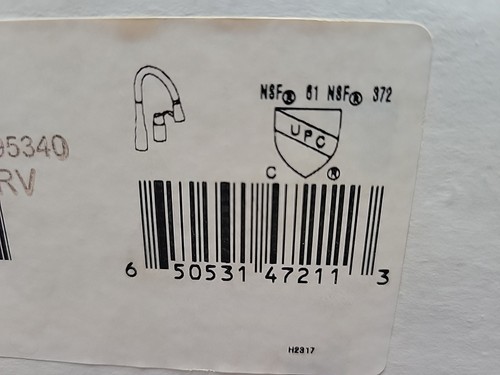 NSF® 61 NSF® 372
UPC
C ®
95340
RV
6 50531 47211 3
H2317